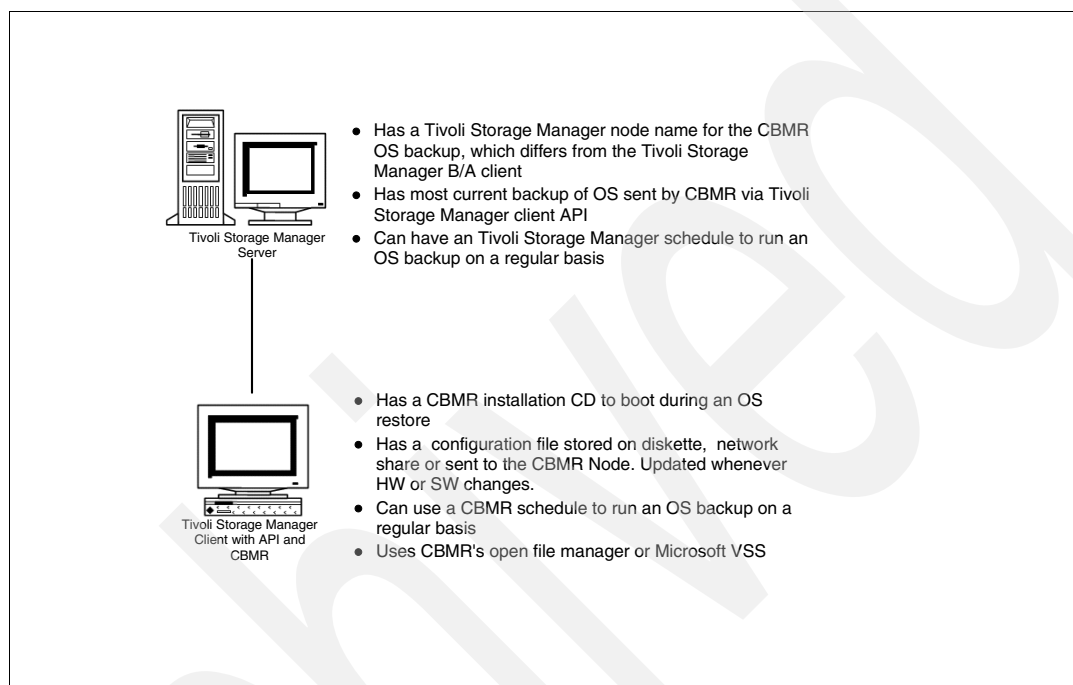 ● Has a Tivoli Storage Manager node name for the CBMR
OS backup, which differs from the Tivoli Storage
Manager B/A client
● Has most current backup of OS sent by CBMR via Tivoli
Storage Manager client API
● Can have an Tivoli Storage Manager schedule to run an
OS backup on a regular basis
Tivoli Storage Manager
Server
● Has a CBMR installation CD to boot during an OS
restore
● Has a configuration file stored on diskette, network
share or sent to the CBMR Node. Updated whenever
HW or SW changes.
● Can use a CBMR schedule to run an OS backup on a
regular basis
● Uses CBMR's open file manager or Microsoft VSS
Tivoli Storage Manager
Client with API and
CBMR